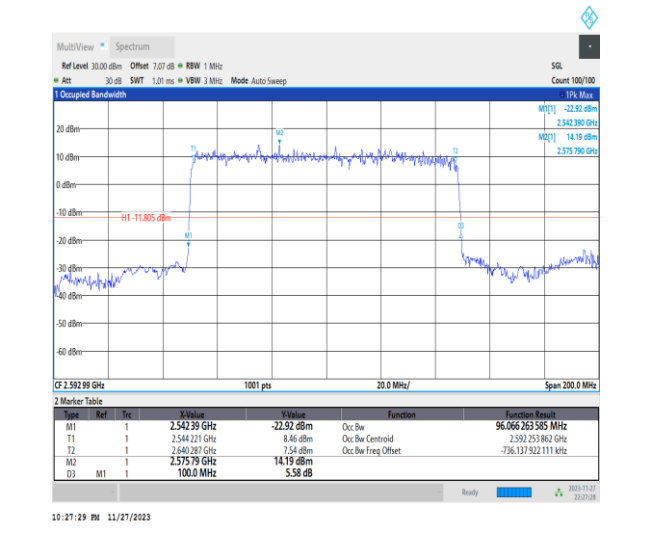 MultiView Spectrum
Ref Level 30.00 dBm Offset 7.07 dB RBW 1 MHz SGL
Att 30 dB SWT 1.01 ms VBW 3 MHz Mode Auto Sweep Count 100/100
1 Occupied Bandwidth 1Pk Max
M1[1] -22.92 dBm
2.542 390 GHz
M2[1] 14.19 dBm
2.575 790 GHz
20 dBm
M2
T1
T2
10 dBm
0 dBm
-10 dBm
H1 -11.805 dBm
D3
M1
-20 dBm
-30 dBm
-40 dBm
-50 dBm
-60 dBm
CF 2.592 99 GHz 1001 pts 20.0 MHz/ Span 200.0 MHz
2 Marker Table
Type Ref Trc X-Value Y-Value Function Function Result
M1 1 2.542 39 GHz -22.92 dBm Occ Bw 96.066 263 585 MHz
T1 1 2.544 221 GHz 8.46 dBm Occ Bw Centroid 2.592 253 862 GHz
T2 1 2.640 287 GHz 7.54 dBm Occ Bw Freq Offset -736.137 922 111 kHz
M2 1 2.575 79 GHz 14.19 dBm
D3 M1 1 100.0 MHz 5.58 dB
Ready 2023-11-27
22:27:28
10:27:29 PM 11/27/2023